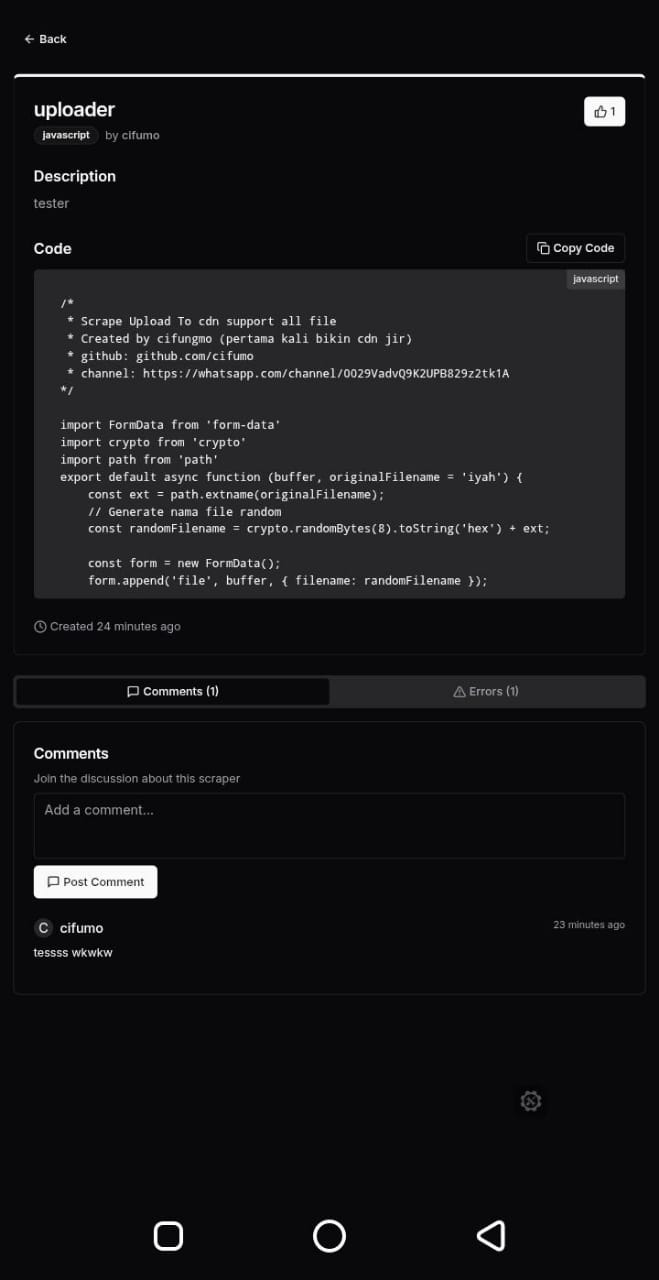 Back
uploader
1
javascript by cifumo
Description
tester
Code
Copy Code
javascript
/*
 * Scrape Upload To cdn support all file
 * Created by cifungmo (pertama kali bikin cdn jir)
 * github: github.com/cifumo
 * channel: https://whatsapp.com/channel/0029VadvQ9K2UPB829z2tk1A
*/
import FormData from 'form-data'
import crypto from 'crypto'
import path from 'path'
export default async function (buffer, originalFilename = 'iyah') {
    const ext = path.extname(originalFilename);
    // Generate nama file random
    const randomFilename = crypto.randomBytes(8).toString('hex') + ext;
    const form = new FormData();
    form.append('file', buffer, { filename: randomFilename });
Created 24 minutes ago
Comments (1)
Errors (1)
Comments
Join the discussion about this scraper
Add a comment...
Post Comment
C cifumo
23 minutes ago
tessss wkwkw